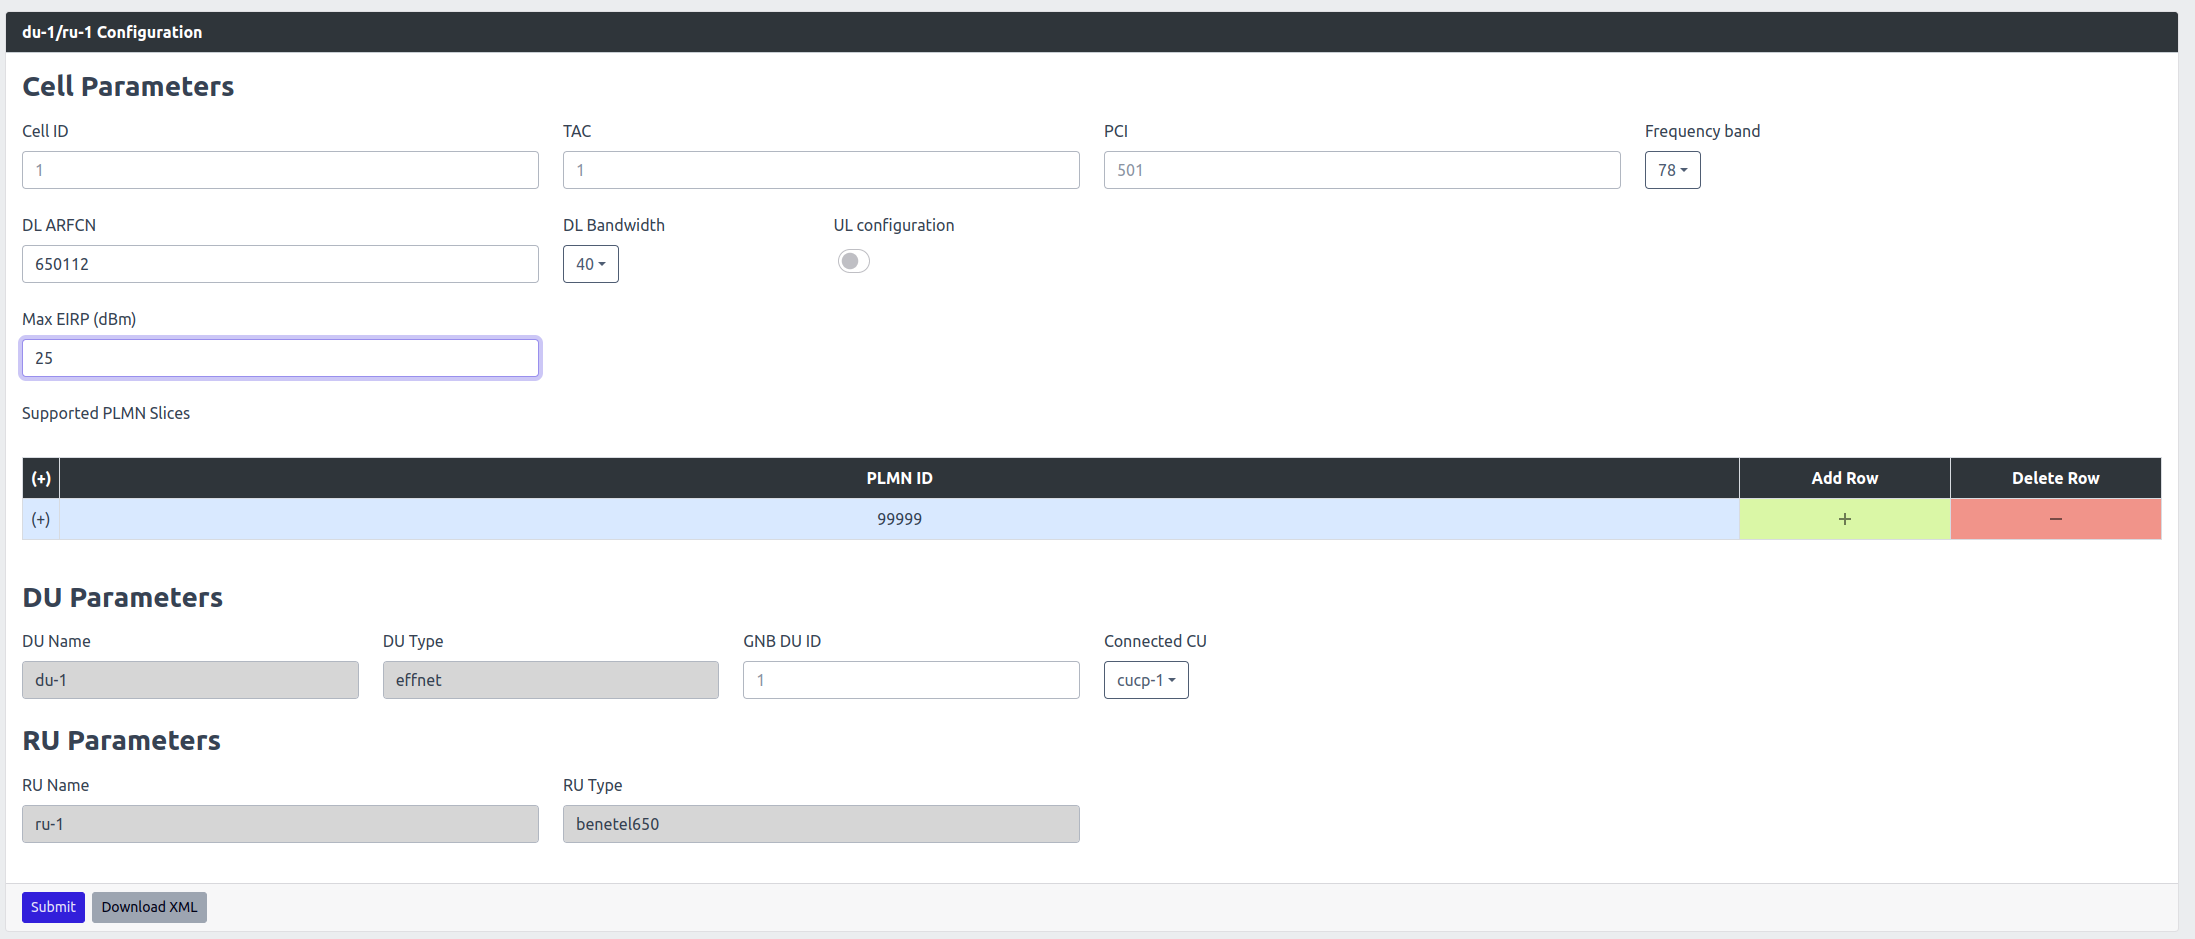 du-1/ru-1 Configuration
Cell Parameters
Cell ID TAC PCI Frequency band
1 1 501 78
DL ARFCN DL Bandwidth UL configuration
650112 40
Max EIRP (dBm)
25
Supported PLMN Slices
(+) PLMN ID Add Row Delete Row
(+) 99999 + −
DU Parameters
DU Name DU Type GNB DU ID Connected CU
du-1 effnet 1 cucp-1
RU Parameters
RU Name RU Type
ru-1 benetel650
Submit Download XML